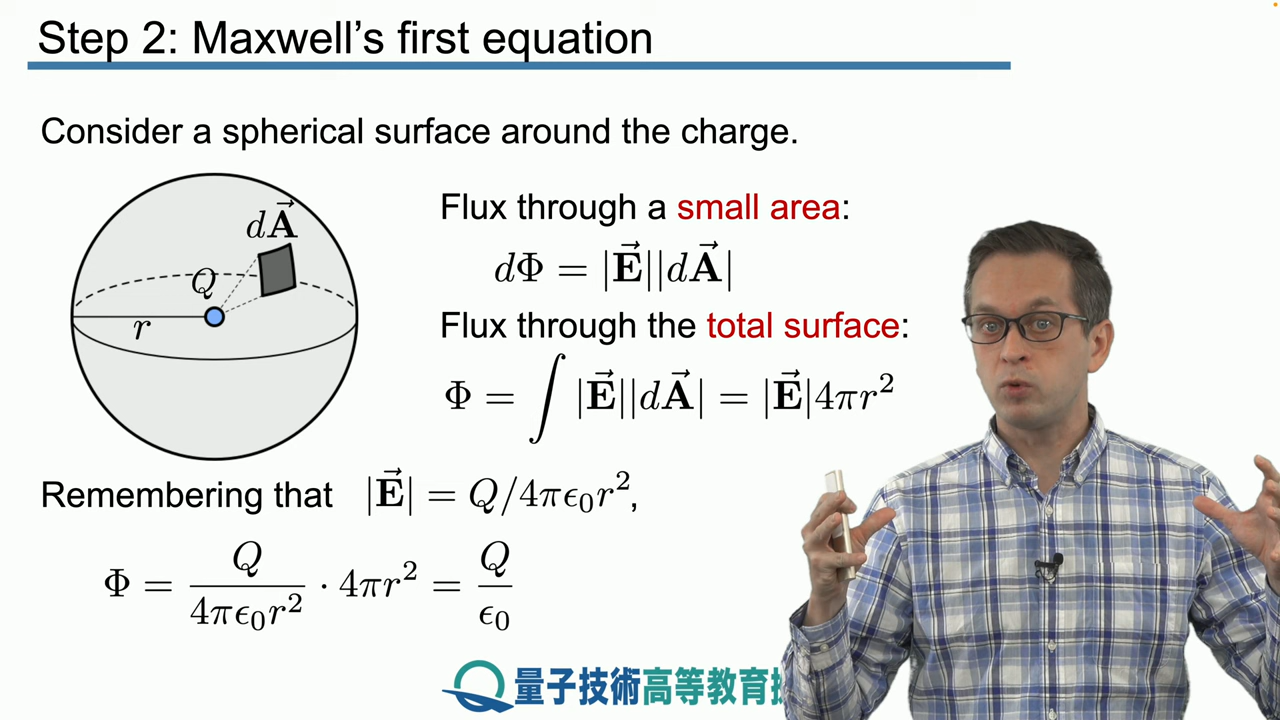 Step 2: Maxwell's first equation
Consider a spherical surface around the charge.
dA⃗
Q
r
Flux through a small area:
dΦ = |E⃗||dA⃗|
Flux through the total surface:
Φ = ∫ |E⃗||dA⃗| = |E⃗|4πr²
Remembering that |E⃗| = Q/4πϵ₀r²,
Φ = Q/4πϵ₀r² · 4πr² = Q/ϵ₀
量子技術高等教育